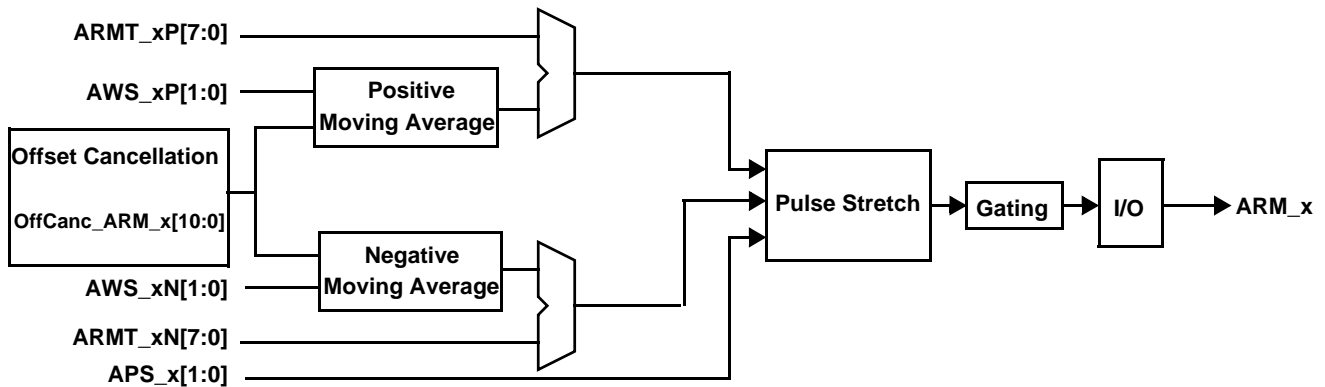 ARMT_xP[7:0]
AWS_xP[1:0]
Positive
Moving Average
Offset Cancellation
OffCanc_ARM_x[10:0]
Pulse Stretch
Gating
I/O
ARM_x
Negative
Moving Average
AWS_xN[1:0]
ARMT_xN[7:0]
APS_x[1:0]